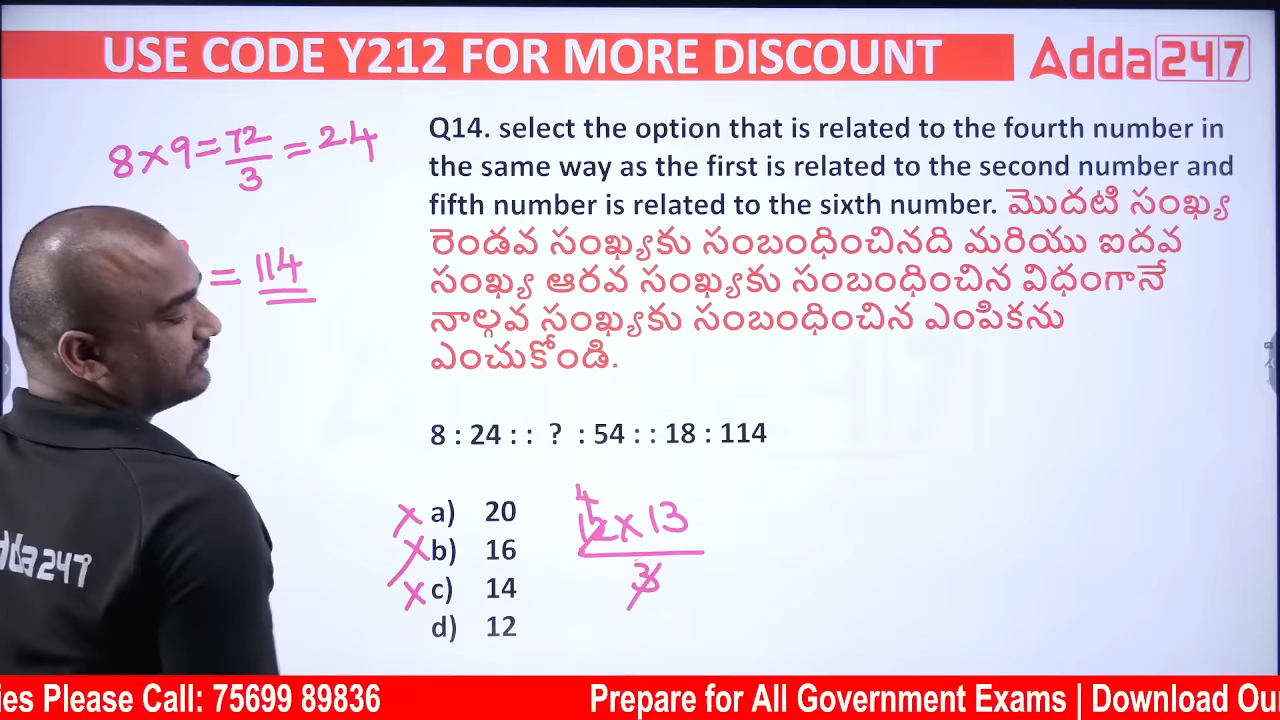 USE CODE Y212 FOR MORE DISCOUNT
Adda247
8×9=72/3=24
= 114
Q14. select the option that is related to the fourth number in
the same way as the first is related to the second number and
fifth number is related to the sixth number. మొదటి సంఖ్య
రెండవ సంఖ్యకు సంబంధించినది మరియు ఐదవ
సంఖ్య ఆరవ సంఖ్యకు సంబంధించిన విధంగానే
నాల్గవ సంఖ్యకు సంబంధించిన ఎంపికను
ఎంచుకోండి.
8 : 24 : : ? : 54 : : 18 : 114
a) 20
b) 16
c) 14
d) 12
4
12×13
3
dda247
ies Please Call: 75699 89836
Prepare for All Government Exams | Download Ou